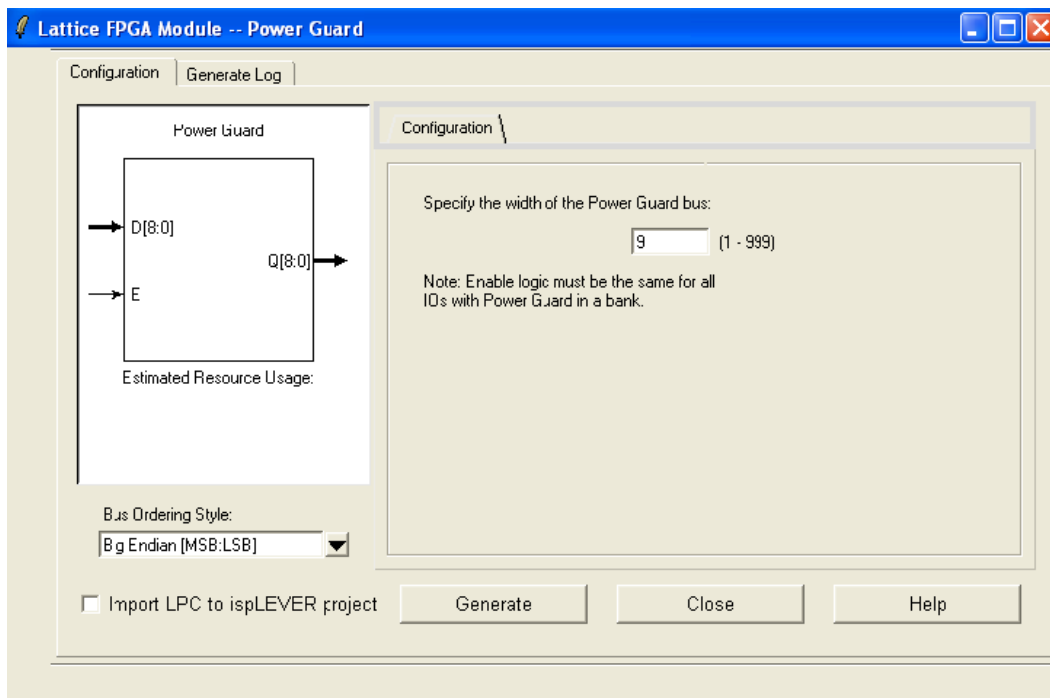 Lattice FPGA Module -- Power Guard
Configuration
Generate Log
Power Guard
D[8:0]
Q[8:0]
E
Estimated Resource Usage:
Bus Ordering Style:
Big Endian [MSB:LSB]
Import LPC to ispLEVER project
Configuration
Specify the width of the Power Guard bus:
9 (1 - 999)
Note: Enable logic must be the same for all
IOs with Power Guard in a bank.
Generate
Close
Help